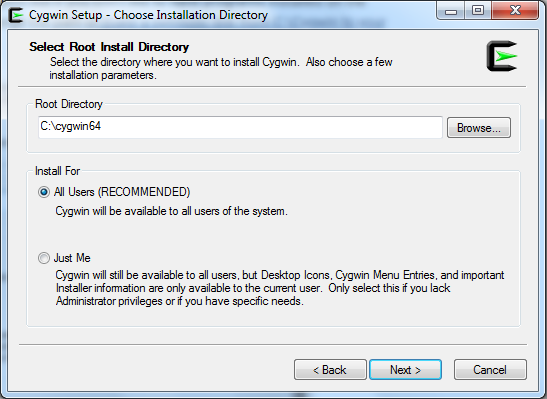 Cygwin Setup - Choose Installation Directory
Select Root Install Directory
Select the directory where you want to install Cygwin. Also choose a few
installation parameters.
Root Directory
C:\cygwin64
Browse...
Install For
All Users (RECOMMENDED)
Cygwin will be available to all users of the system.
Just Me
Cygwin will still be available to all users, but Desktop Icons, Cygwin Menu Entries, and important
Installer information are only available to the current user. Only select this if you lack
Administrator privileges or if you have specific needs.
< Back
Next >
Cancel